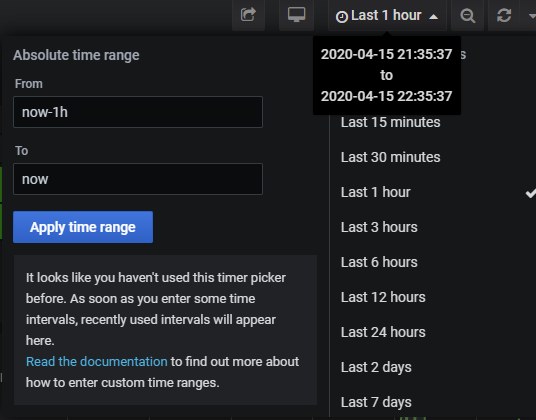 Last 1 hour
Absolute time range
From
now-1h
To
now
Apply time range
It looks like you haven't used this timer picker
before. As soon as you enter some time
intervals, recently used intervals will appear
here.
Read the documentation to find out more about
how to enter custom time ranges.
2020-04-15 21:35:37
to
2020-04-15 22:35:37
Last 15 minutes
Last 30 minutes
Last 1 hour
Last 3 hours
Last 6 hours
Last 12 hours
Last 24 hours
Last 2 days
Last 7 days